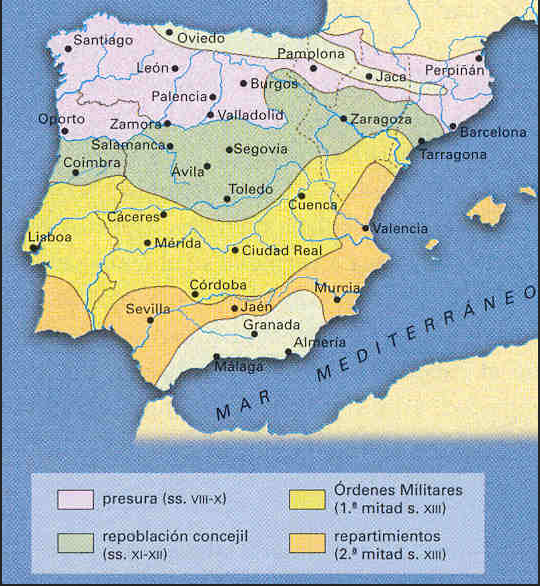 Santiago
Oviedo
León
Pamplona
Jaca
Perpiñán
Burgos
Palencia
Oporto
Zamora
Valladolid
Zaragoza
Barcelona
Salamanca
Segovia
Tarragona
Coimbra
Ávila
Toledo
Cuenca
Cáceres
Valencia
Lisboa
Mérida
Ciudad Real
Córdoba
Murcia
Sevilla
Jaén
Granada
Almería
Málaga
MAR MEDITERRÁNEO
presura (ss. VIII-X)
repoblación concejil
(ss. XI-XII)
Órdenes Militares
(1.ª mitad s. XIII)
repartimientos
(2.ª mitad s. XIII)